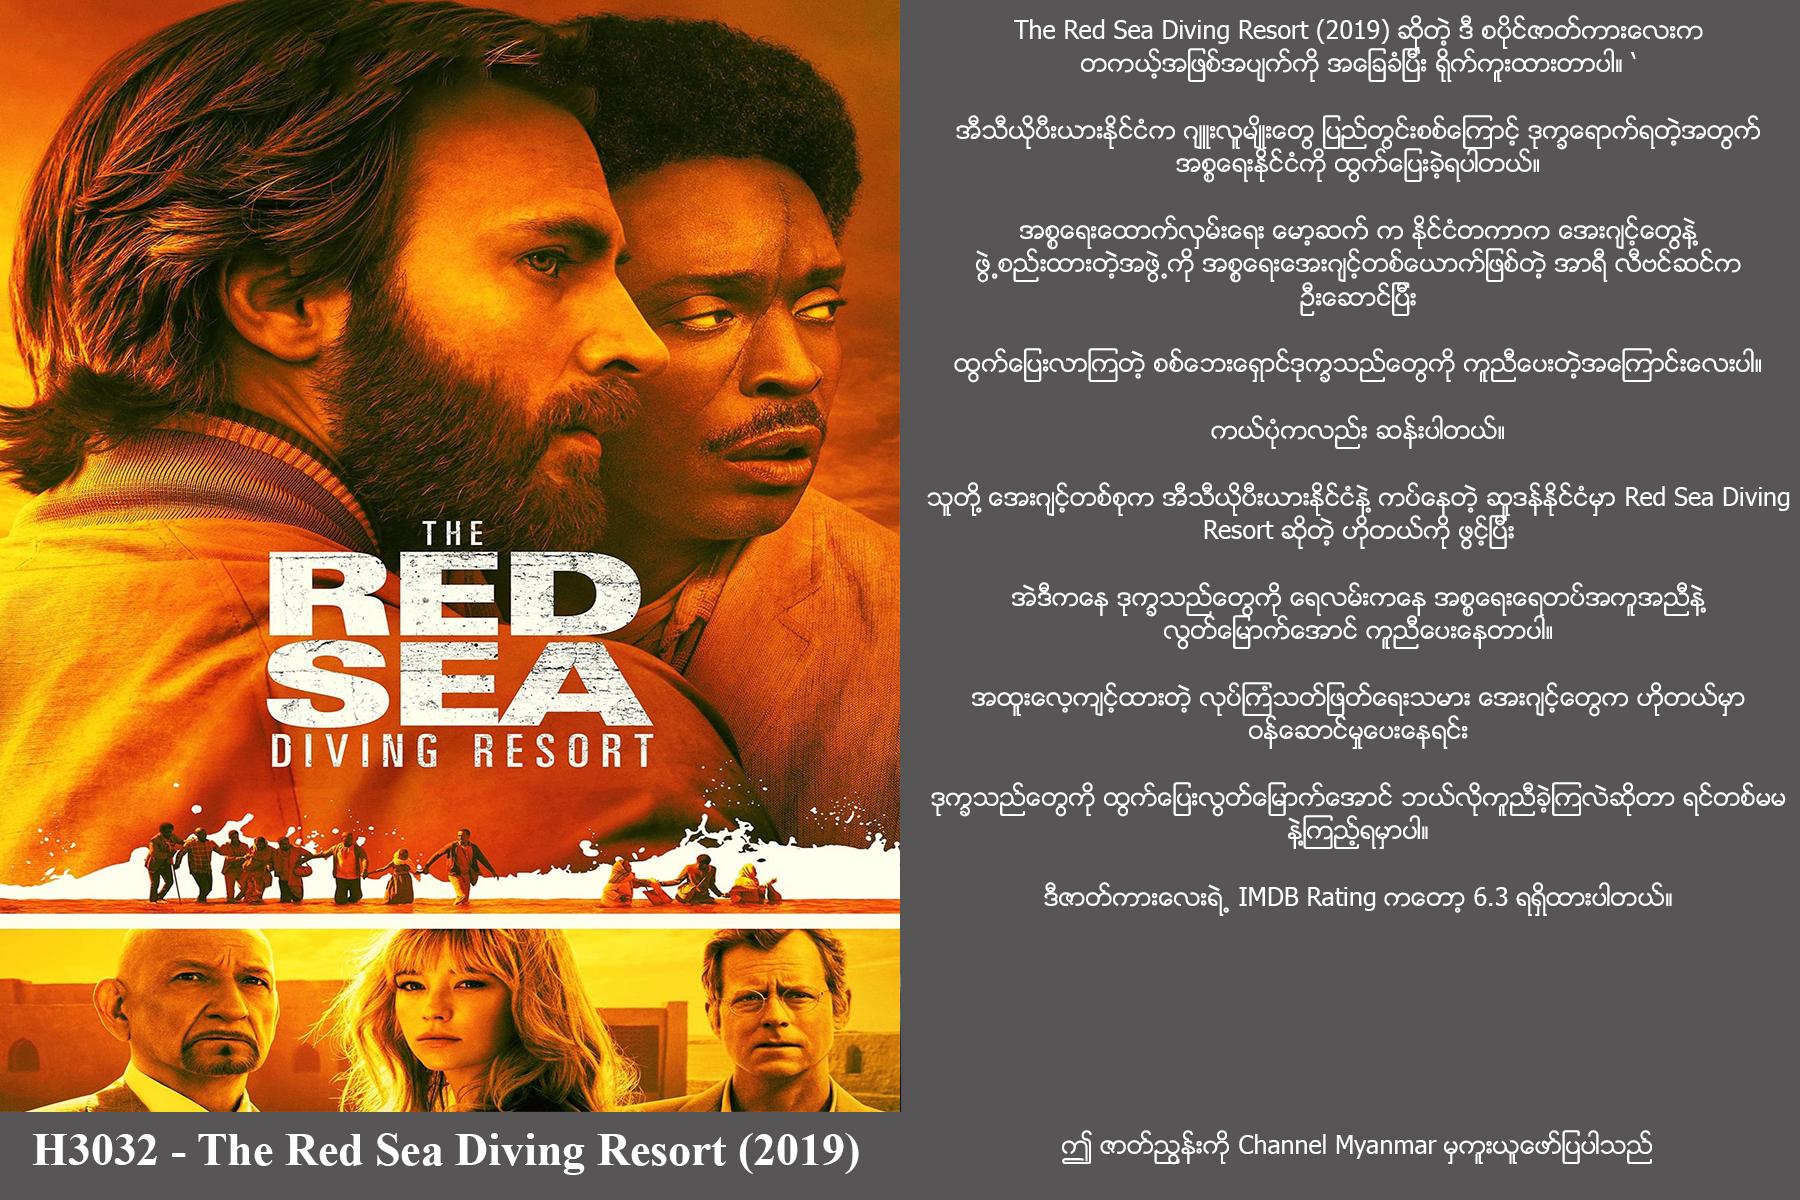 THE
RED
SEA
DIVING RESORT
H3032 - The Red Sea Diving Resort (2019)
The Red Sea Diving Resort (2019) ဆိုတဲ့ ဒီ စပိုင်ဇာတ်ကားလေးက
တကယ့်အဖြစ်အပျက်ကို အခြေခံပြီး ရိုက်ကူးထားတာပါ။ `
အီသီယိုပီးယားနိုင်ငံက ဂျူးလူမျိုးတွေ ပြည်တွင်းစစ်ကြောင့် ဒုက္ခရောက်ရတဲ့အတွက်
အစ္စရေးနိုင်ငံကို ထွက်ပြေးခဲ့ရပါတယ်။
အစ္စရေးထောက်လှမ်းရေး မော့ဆက် က နိုင်ငံတကာက အေးဂျင့်တွေနဲ့
ဖွဲ့စည်းထားတဲ့အဖွဲ့ကို အစ္စရေးအေးဂျင့်တစ်ယောက်ဖြစ်တဲ့ အာရီ လီဗင်ဆင်က
ဦးဆောင်ပြီး
ထွက်ပြေးလာကြတဲ့ စစ်ဘေးရှောင်ဒုက္ခသည်တွေကို ကူညီပေးတဲ့အကြောင်းလေးပါ။
ကယ်ပုံကလည်း ဆန်းပါတယ်။
သူတို့ အေးဂျင့်တစ်စုက အီသီယိုပီးယားနိုင်ငံနဲ့ ကပ်နေတဲ့ ဆူဒန်နိုင်ငံမှာ Red Sea Diving
Resort ဆိုတဲ့ ဟိုတယ်ကို ဖွင့်ပြီး
အဲဒီကနေ ဒုက္ခသည်တွေကို ရေလမ်းကနေ အစ္စရေးရေတပ်အကူအညီနဲ့
လွတ်မြောက်အောင် ကူညီပေးနေတာပါ။
အထူးလေ့ကျင့်ထားတဲ့ လုပ်ကြံသတ်ဖြတ်ရေးသမား အေးဂျင့်တွေက ဟိုတယ်မှာ
ဝန်ဆောင်မှုပေးနေရင်း
ဒုက္ခသည်တွေကို ထွက်ပြေးလွတ်မြောက်အောင် ဘယ်လိုကူညီခဲ့ကြလဲဆိုတာ ရင်တစ်မမ
နဲ့ကြည့်ရမှာပါ။
ဒီဇာတ်ကားလေးရဲ့ IMDB Rating ကတော့ 6.3 ရရှိထားပါတယ်။
ဤ ဇာတ်ညွှန်းကို Channel Myanmar မှကူးယူဖော်ပြပါသည်